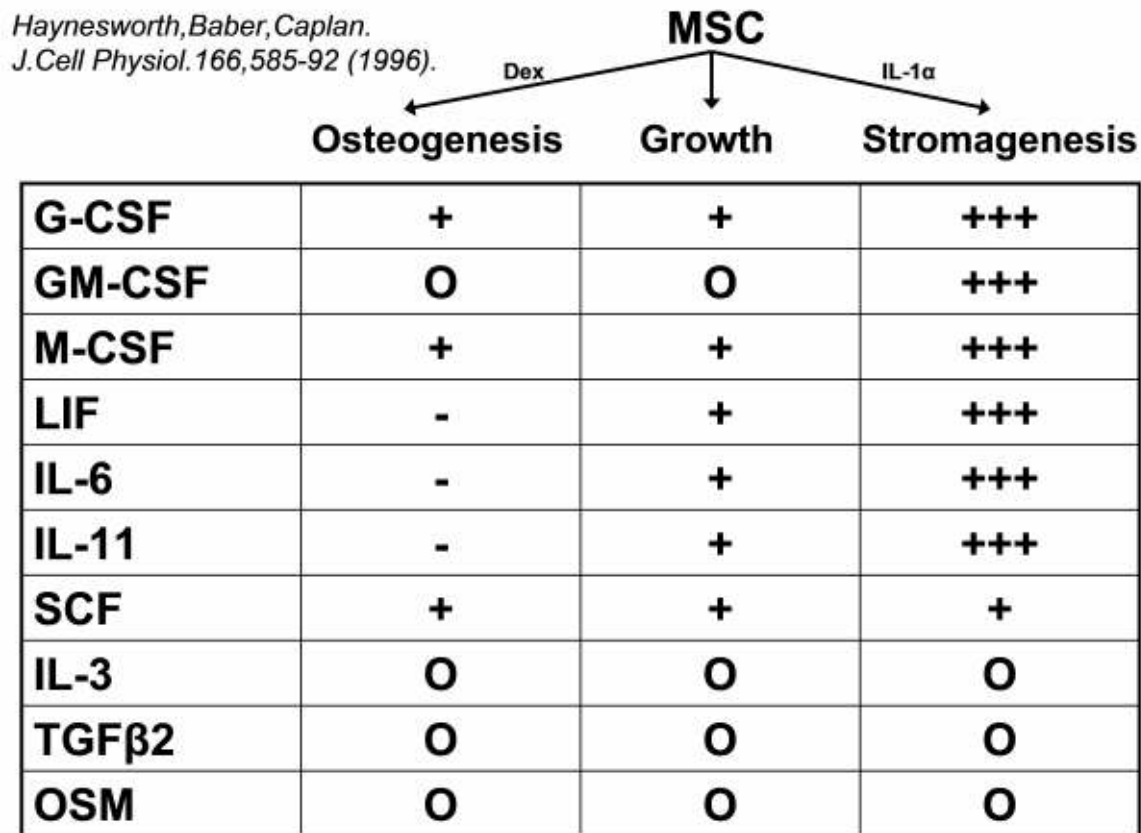 Haynesworth,Baber,Caplan.
J.Cell Physiol.166,585-92 (1996).
MSC
Dex
IL-1α
Osteogenesis Growth Stromagenesis
G-CSF + + +++
GM-CSF O O +++
M-CSF + + +++
LIF - + +++
IL-6 - + +++
IL-11 - + +++
SCF + + +
IL-3 O O O
TGFβ2 O O O
OSM O O O